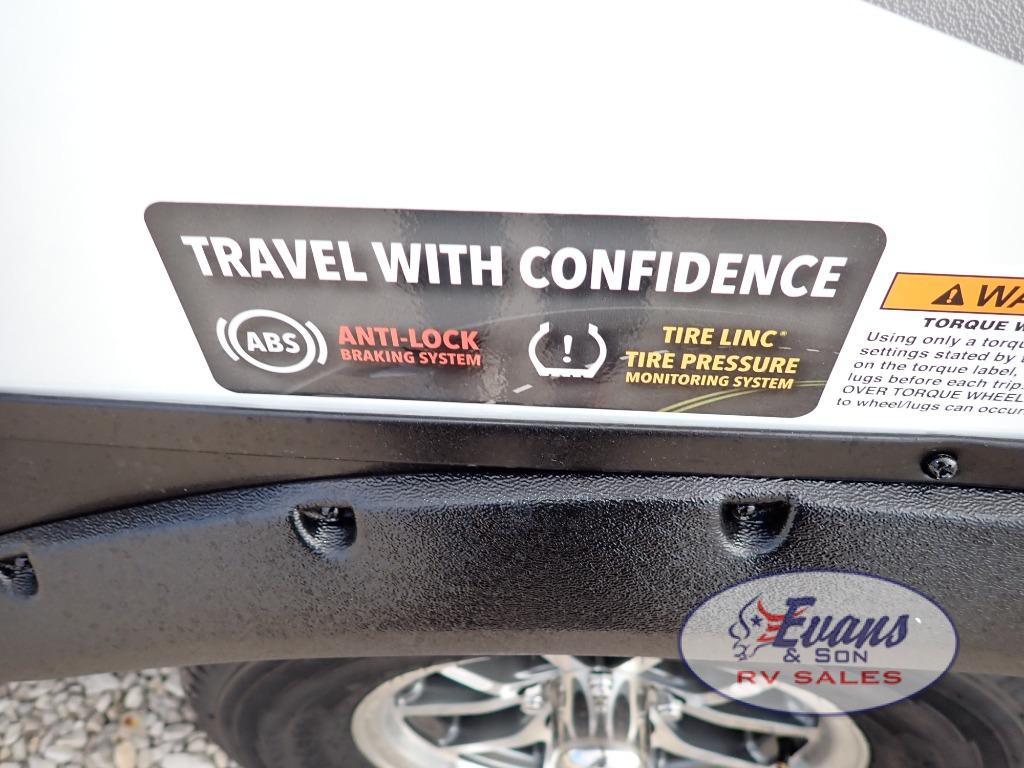 TRAVEL WITH CONFIDENCE
ABS
ANTI-LOCK
BRAKING SYSTEM
!
TIRE LINC®
TIRE PRESSURE
MONITORING SYSTEM
TORQUE
Using only a
settings stated by
on the torque label,
lugs before each trip.
OVER TORQUE WHEEL
to wheel/lugs can occur
Evans
& SON
RV SALES